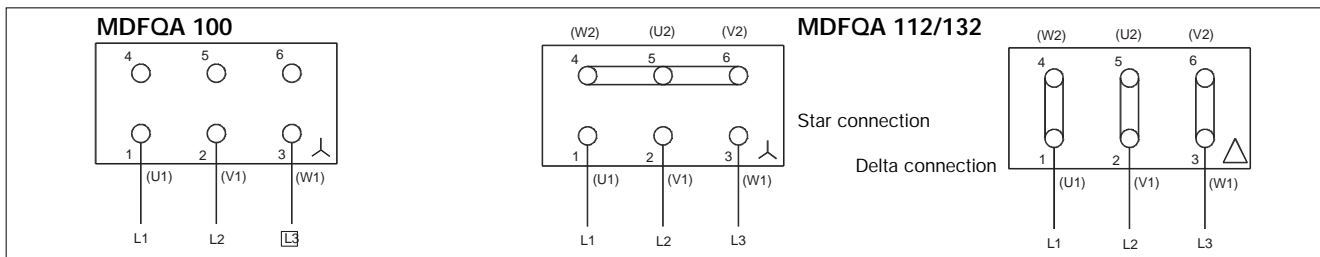 MDFQA 100
4 5 6
1 2 3
(U1) (V1) (W1)
L1 L2 L3
MDFQA 112/132
(W2) (U2) (V2)
4 5 6
1 2 3
(U1) (V1) (W1)
L1 L2 L3
Star connection
Delta connection
(W2) (U2) (V2)
4 5 6
1 2 3
(U1) (V1) (W1)
L1 L2 L3